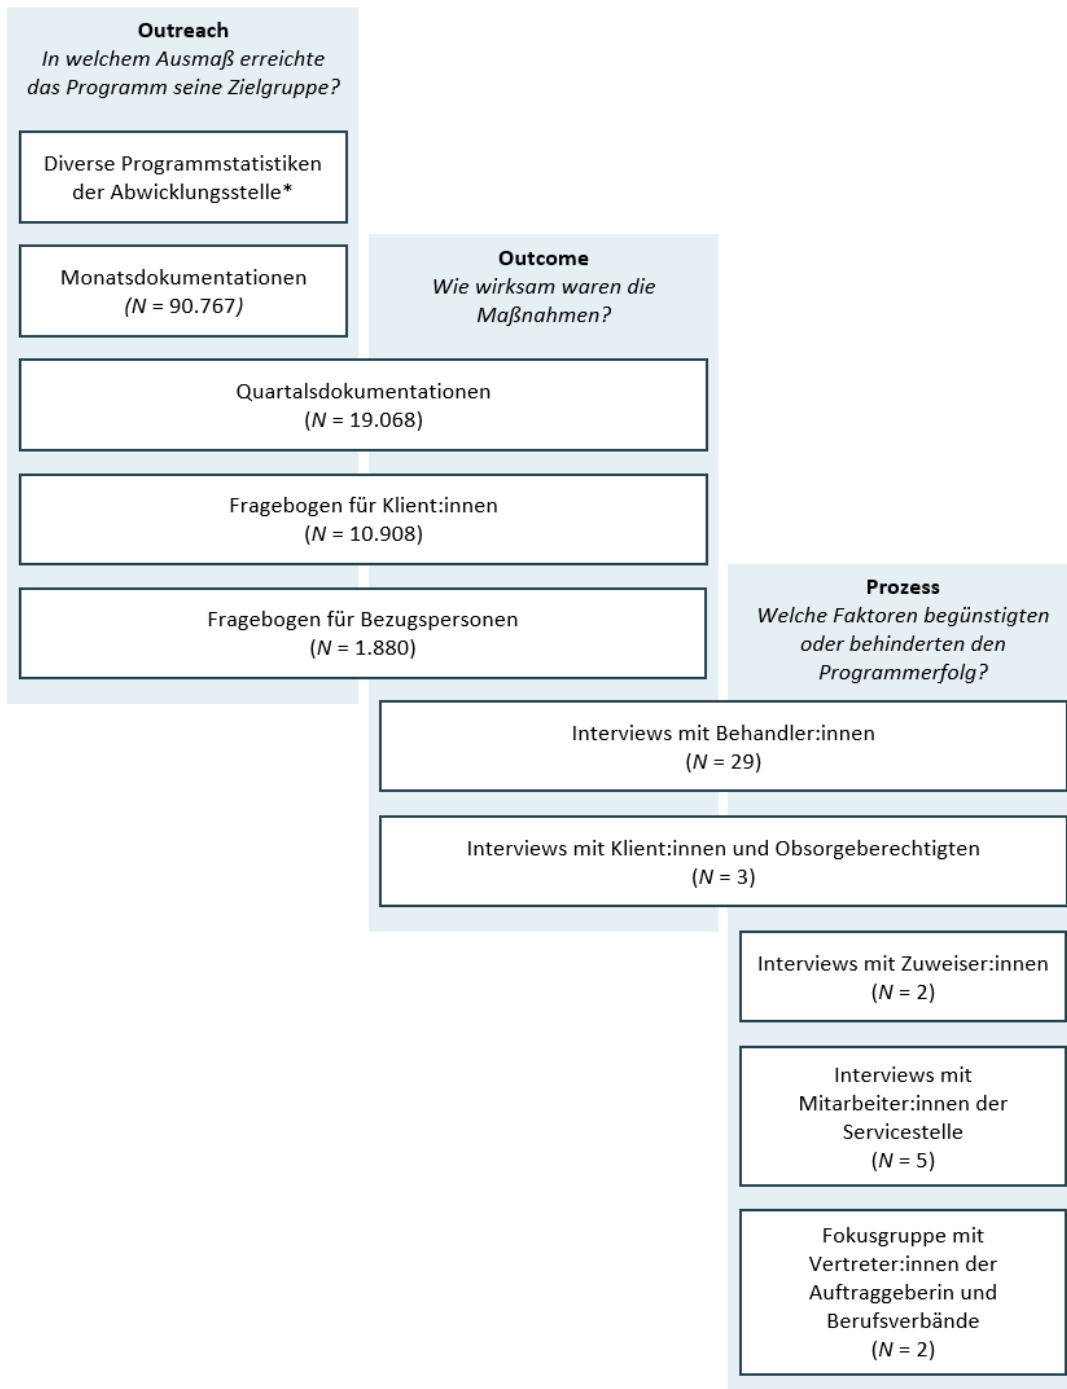 Outreach
In welchem Ausmaß erreichte
das Programm seine Zielgruppe?
Diverse Programmstatistiken
der Abwicklungsstelle*
Monatsdokumentationen
(N = 90.767)
Outcome
Wie wirksam waren die
Maßnahmen?
Quartalsdokumentationen
(N = 19.068)
Fragebogen für Klient:innen
(N = 10.908)
Fragebogen für Bezugspersonen
(N = 1.880)
Prozess
Welche Faktoren begünstigten
oder behinderten den
Programmerfolg?
Interviews mit Behandler:innen
(N = 29)
Interviews mit Klient:innen und Obsorgeberechtigten
(N = 3)
Interviews mit Zuweiser:innen
(N = 2)
Interviews mit
Mitarbeiter:innen der
Servicestelle
(N = 5)
Fokusgruppe mit
Vertreter:innen der
Auftraggeberin und
Berufsverbände
(N = 2)